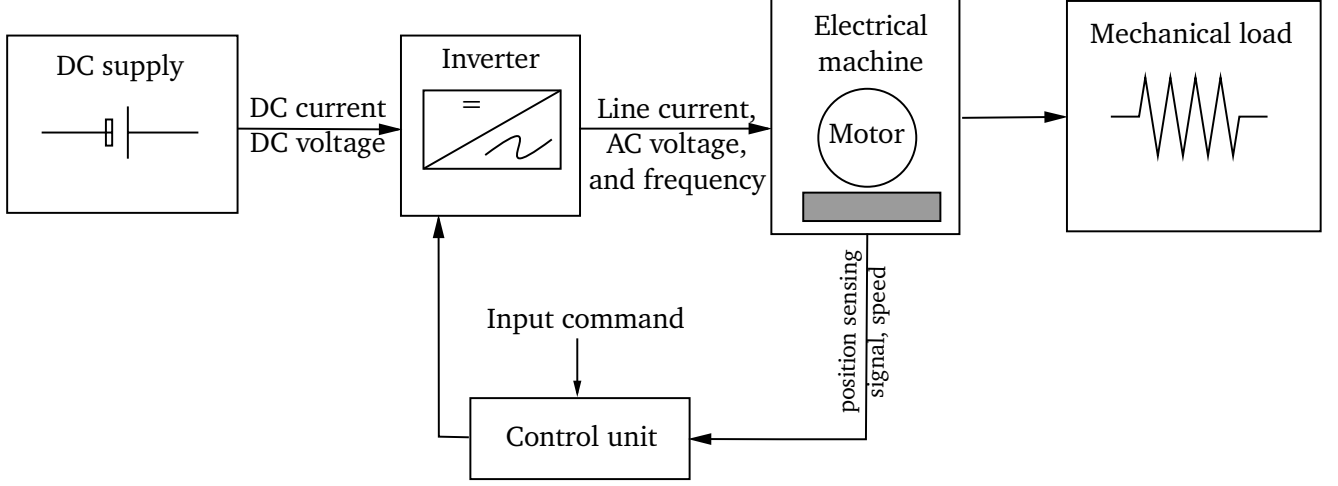 DC supply
DC current
DC voltage
Inverter
=
Line current,
AC voltage,
and frequency
Electrical
machine
Motor
Mechanical load
position sensing
signal, speed
Input command
Control unit